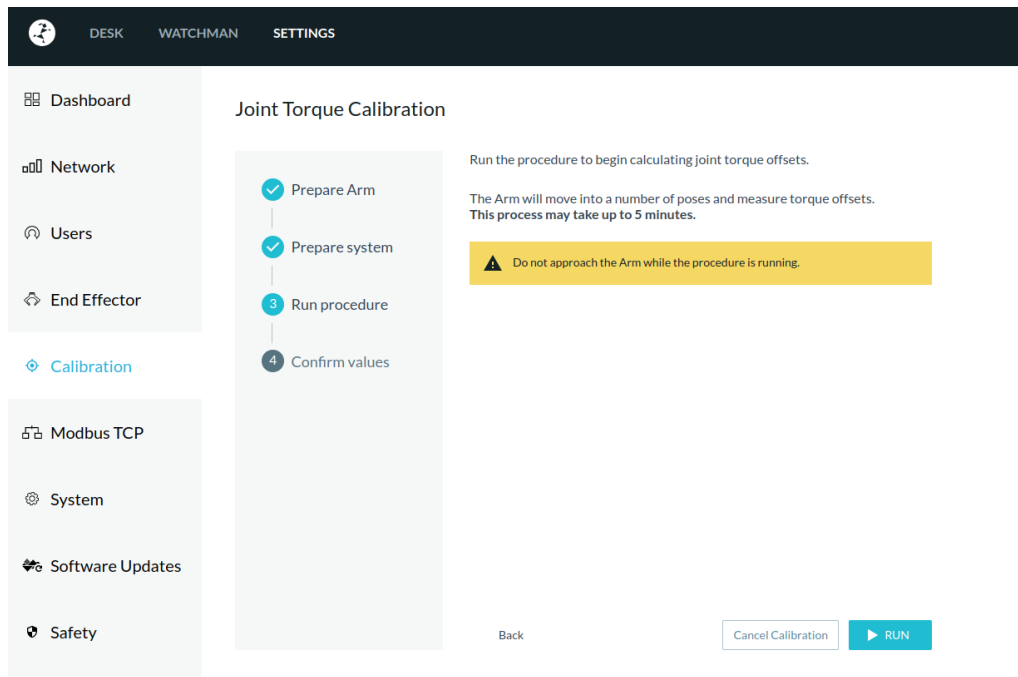 DESK WATCHMAN SETTINGS
Dashboard
Network
Users
End Effector
Calibration
Modbus TCP
System
Software Updates
Safety
Joint Torque Calibration
Prepare Arm
Prepare system
3 Run procedure
4 Confirm values
Run the procedure to begin calculating joint torque offsets.
The Arm will move into a number of poses and measure torque offsets.
This process may take up to 5 minutes.
Do not approach the Arm while the procedure is running.
Back Cancel Calibration RUN